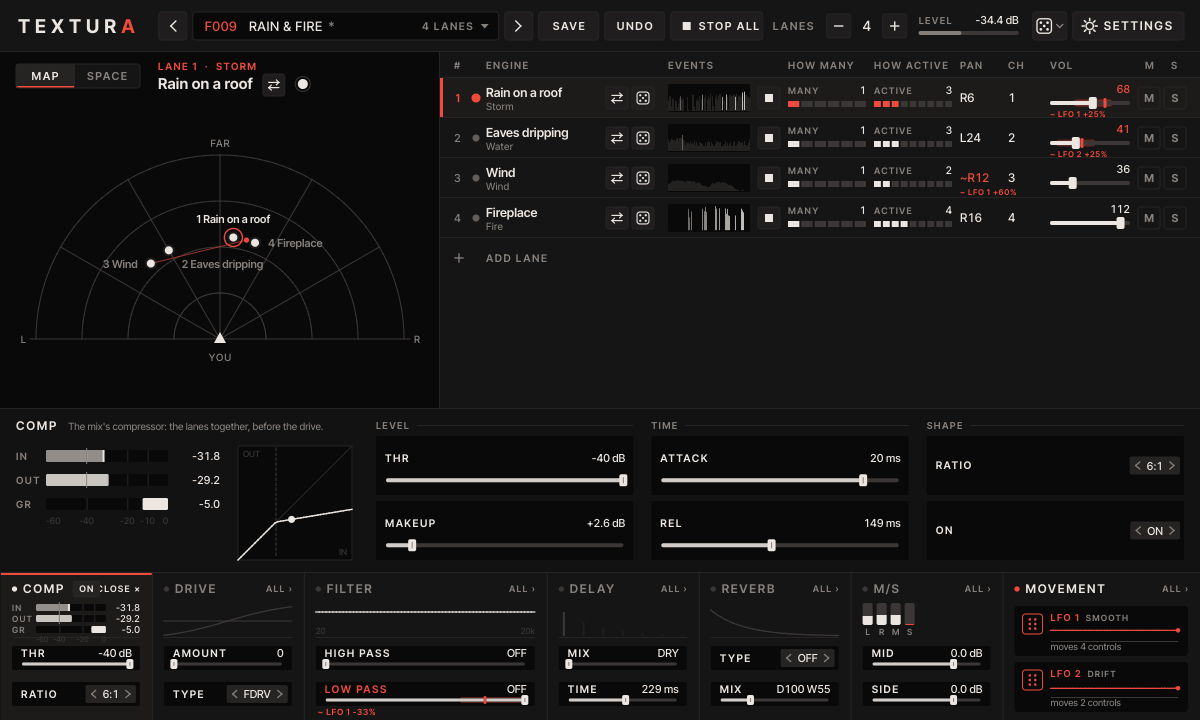 TEXTURA
F009 RAIN & FIRE * 4 LANES
SAVE
UNDO
STOP ALL
LANES
4
LEVEL -34.4 dB
SETTINGS
MAP
SPACE
LANE 1 · STORM
Rain on a roof
FAR
1 Rain on a roof
4 Fireplace
3 Wind
2 Eaves dripping
L
R
YOU
# ENGINE EVENTS HOW MANY HOW ACTIVE PAN CH VOL M S
1 Rain on a roof MANY 1 ACTIVE 3 R6 1 68 M S
Storm
~ LFO 1 +25%
2 Eaves dripping MANY 1 ACTIVE 3 L24 2 41 M S
Water
~ LFO 2 +25%
3 Wind MANY 1 ACTIVE 2 ~R12 3 36 M S
Wind
~ LFO 1 +60%
4 Fireplace MANY 1 ACTIVE 4 R16 4 112 M S
Fire
+ ADD LANE
COMP The mix's compressor: the lanes together, before the drive.
IN -31.8
OUT -29.2
GR -5.0
-60 -40 -20 -10 0
OUT
IN
LEVEL
THR -40 dB
MAKEUP +2.6 dB
TIME
ATTACK 20 ms
REL 149 ms
SHAPE
RATIO < 6:1 >
ON < ON >
COMP ON CLOSE ×
IN -31.8
OUT -29.2
GR -5.0
-60 -40 -20 -10 0
THR -40 dB
RATIO < 6:1 >
DRIVE ALL ›
AMOUNT 0
TYPE < FDRV >
FILTER ALL ›
20 20k
HIGH PASS OFF
LOW PASS OFF
~ LFO 1 -33%
DELAY ALL ›
MIX DRY
TIME 229 ms
REVERB ALL ›
TYPE < OFF >
MIX D100 W55
M/S ALL ›
L R M S
MID 0.0 dB
SIDE 0.0 dB
MOVEMENT ALL ›
LFO 1 SMOOTH
moves 4 controls
LFO 2 DRIFT
moves 2 controls